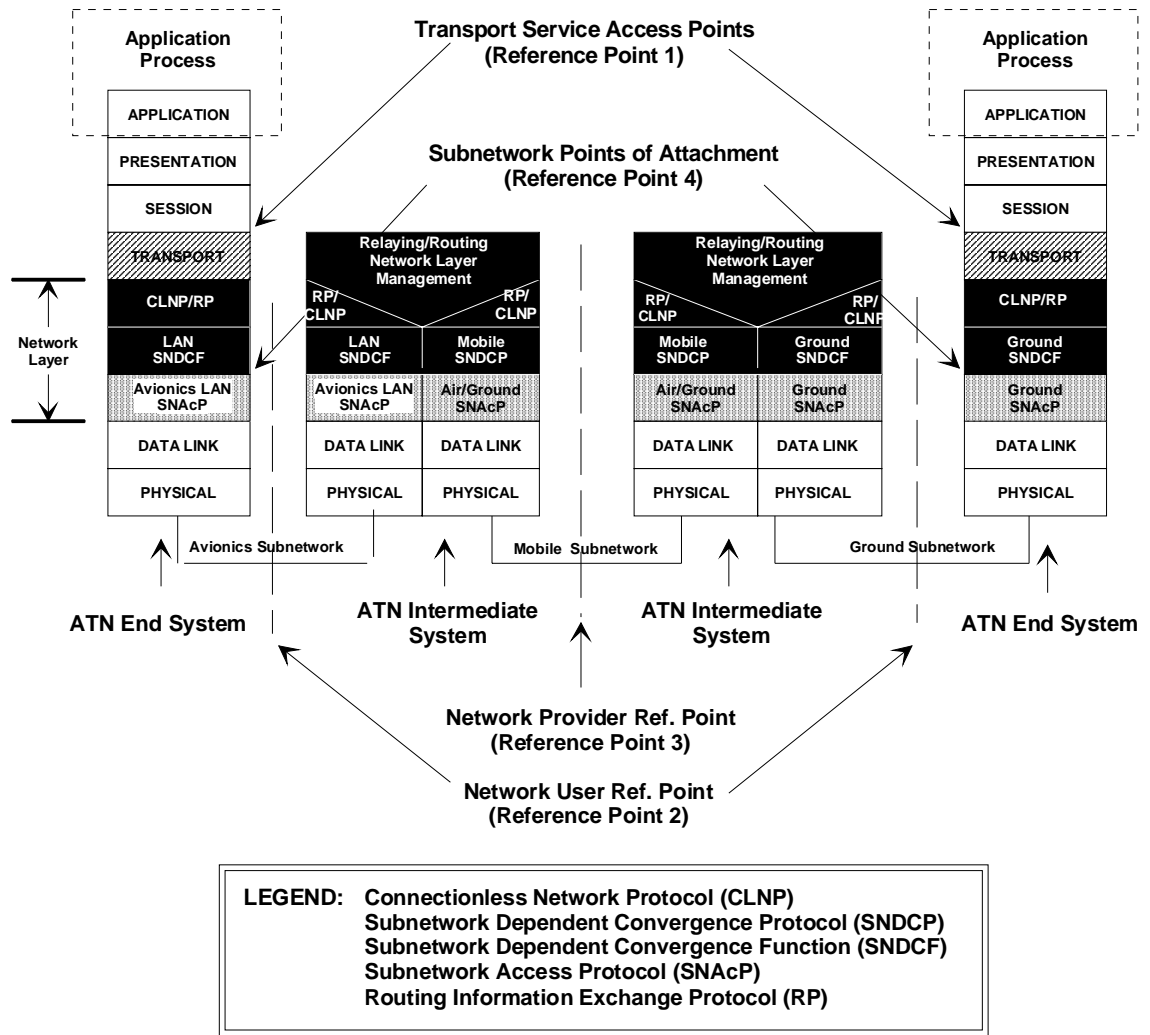 Application
Process
Transport Service Access Points
(Reference Point 1)
Application
Process
APPLICATION
APPLICATION
PRESENTATION
Subnetwork Points of Attachment
(Reference Point 4)
PRESENTATION
SESSION
SESSION
TRANSPORT
Relaying/Routing
Network Layer
Management
Relaying/Routing
Network Layer
Management
TRANSPORT
CLNP/RP
RP/
CLNP
RP/
CLNP
RP/
CLNP
RP/
CLNP
CLNP/RP
Network
Layer
LAN
SNDCF
LAN
SNDCF
Mobile
SNDCP
Mobile
SNDCP
Ground
SNDCF
Ground
SNDCF
Avionics LAN
SNAcP
Avionics LAN
SNAcP
Air/Ground
SNAcP
Air/Ground
SNAcP
Ground
SNAcP
Ground
SNAcP
DATA LINK
DATA LINK
DATA LINK
DATA LINK
DATA LINK
DATA LINK
PHYSICAL
PHYSICAL
PHYSICAL
PHYSICAL
PHYSICAL
PHYSICAL
Avionics Subnetwork
Mobile Subnetwork
Ground Subnetwork
ATN End System
ATN Intermediate
System
ATN Intermediate
System
ATN End System
Network Provider Ref. Point
(Reference Point 3)
Network User Ref. Point
(Reference Point 2)
LEGEND: Connectionless Network Protocol (CLNP)
Subnetwork Dependent Convergence Protocol (SNDCP)
Subnetwork Dependent Convergence Function (SNDCF)
Subnetwork Access Protocol (SNAcP)
Routing Information Exchange Protocol (RP)